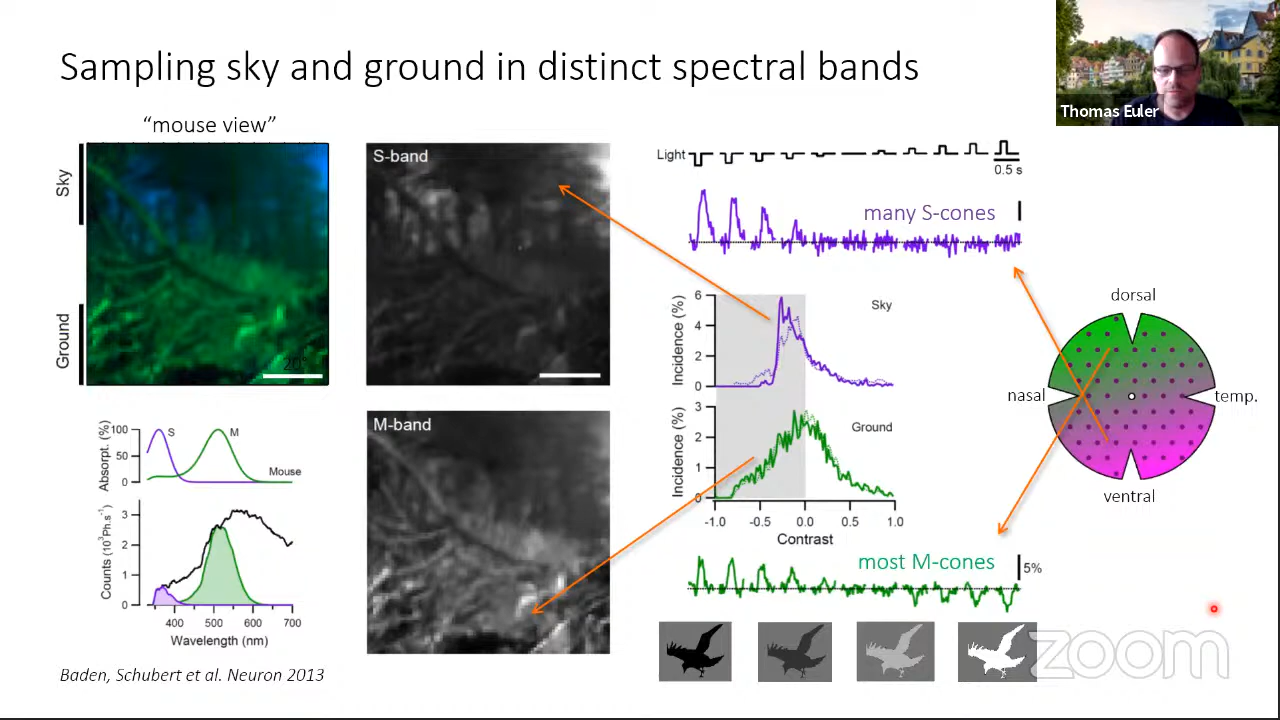 Sampling sky and ground in distinct spectral bands
Thomas Euler
“mouse view”
Sky
Ground
20°
S-band
M-band
Light
0.5 s
many S-cones
Incidence (%)
6
4
2
0
Sky
Incidence (%)
3
2
1
0
Ground
-1.0 -0.5 0.0 0.5 1.0
Contrast
most M-cones
5%
dorsal
nasal
temp.
ventral
Absorpt. (%)
100
50
0
S
M
Mouse
Counts (10³Ph.s⁻¹)
3
2
1
0
400 500 600 700
Wavelength (nm)
Baden, Schubert et al. Neuron 2013
zoom